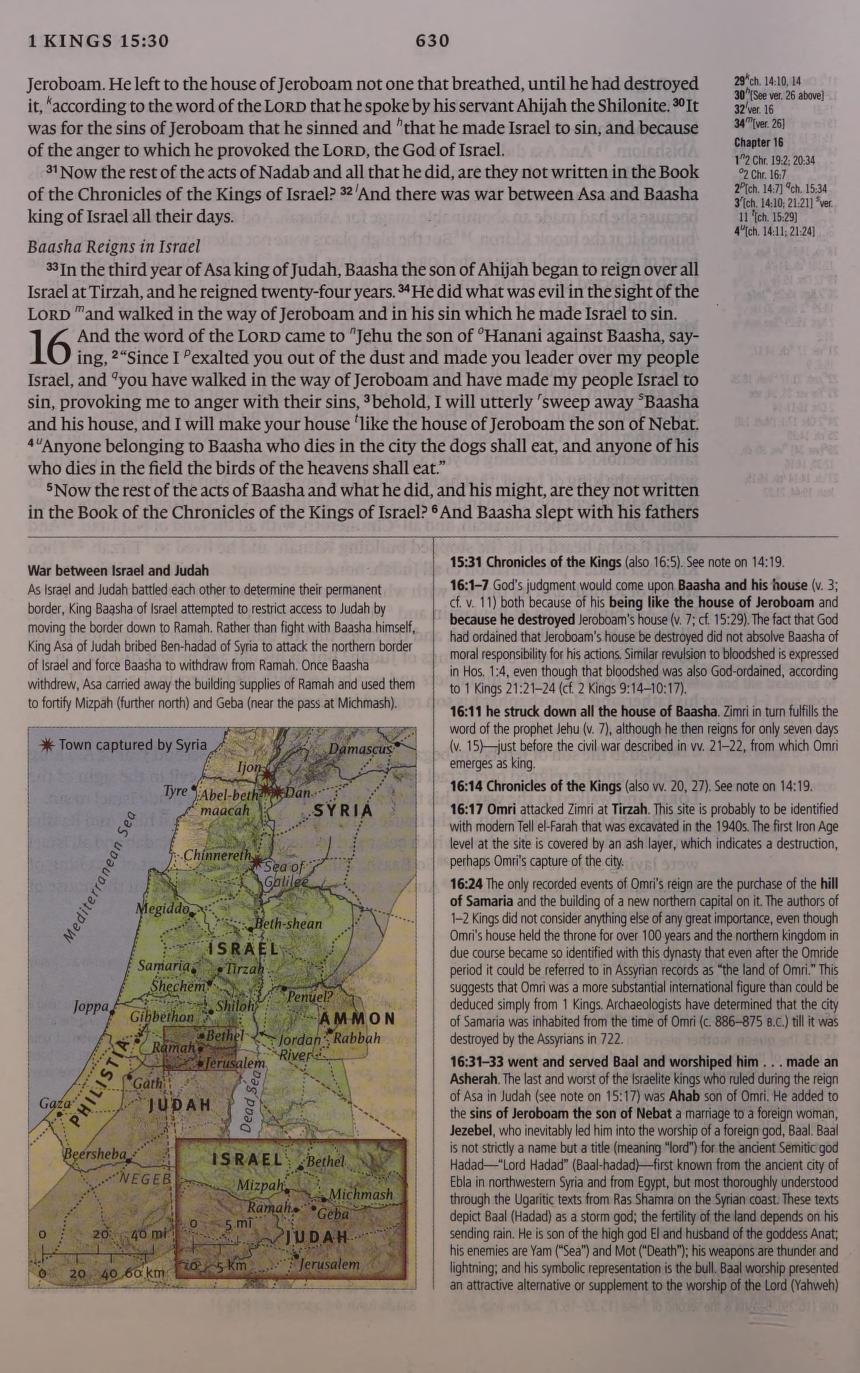 1 KINGS 15:30
630
Jeroboam. He left to the house of Jeroboam not one that breathed, until he had destroyed
it, kaccording to the word of the LORD that he spoke by his servant Ahijah the Shilonite. 30 It
was for the sins of Jeroboam that he sinned and hthat he made Israel to sin, and because
of the anger to which he provoked the LORD, the God of Israel.
31 Now the rest of the acts of Nadab and all that he did, are they not written in the Book
of the Chronicles of the Kings of Israel? 32 lAnd there was war between Asa and Baasha
king of Israel all their days.
Baasha Reigns in Israel
33 In the third year of Asa king of Judah, Baasha the son of Ahijah began to reign over all
Israel at Tirzah, and he reigned twenty-four years. 34 He did what was evil in the sight of the
LORD mand walked in the way of Jeroboam and in his sin which he made Israel to sin.
16 And the word of the LORD came to nJehu the son of oHanani against Baasha, say-
ing, 2 “Since I pexalted you out of the dust and made you leader over my people
Israel, and qyou have walked in the way of Jeroboam and have made my people Israel to
sin, provoking me to anger with their sins, 3 behold, I will utterly rsweep away sBaasha
and his house, and I will make your house tlike the house of Jeroboam the son of Nebat.
4 uAnyone belonging to Baasha who dies in the city the dogs shall eat, and anyone of his
who dies in the field the birds of the heavens shall eat.”
5 Now the rest of the acts of Baasha and what he did, and his might, are they not written
in the Book of the Chronicles of the Kings of Israel? 6 And Baasha slept with his fathers
29 kch. 14:10, 14
30 h[See ver. 26 above]
32 lver. 16
34 m[ver. 26]
Chapter 16
1 n2 Chr. 19:2; 20:34
o2 Chr. 16:7
2 p[ch. 14:7] qch. 15:34
3 r[ch. 14:10; 21:21] sver.
11 t[ch. 15:29]
4 u[ch. 14:11; 21:24]
War between Israel and Judah
As Israel and Judah battled each other to determine their permanent
border, King Baasha of Israel attempted to restrict access to Judah by
moving the border down to Ramah. Rather than fight with Baasha himself,
King Asa of Judah bribed Ben-hadad of Syria to attack the northern border
of Israel and force Baasha to withdraw from Ramah. Once Baasha
withdrew, Asa carried away the building supplies of Ramah and used them
to fortify Mizpah (further north) and Geba (near the pass at Michmash).
Town captured by Syria
Damascus
Ijon
Tyre
Abel-beth-
maacah
Dan
SYRIA
Mediterranean Sea
Chinnereth
Sea of
Galilee
Megiddo
Beth-shean
ISRAEL
Samaria
Tirzah
Shechem
Penuel?
Joppa
Shiloh
Gibbethon
AMMON
Bethel
Jordan
River
Rabbah
Ramah
Jerusalem
PHILISTIA
Gath
Gaza
JUDAH
Dead Sea
Beersheba
NEGEB
0 20 40 mi
0 20 40 60 km
ISRAEL
Bethel
Mizpah
Michmash
Ramah
Geba
0 5 mi
JUDAH
0 5 km
Jerusalem
15:31 Chronicles of the Kings (also 16:5). See note on 14:19.
16:1–7 God’s judgment would come upon Baasha and his house (v. 3;
cf. v. 11) both because of his being like the house of Jeroboam and
because he destroyed Jeroboam’s house (v. 7; cf. 15:29). The fact that God
had ordained that Jeroboam’s house be destroyed did not absolve Baasha of
moral responsibility for his actions. Similar revulsion to bloodshed is expressed
in Hos. 1:4, even though that bloodshed was also God-ordained, according
to 1 Kings 21:21–24 (cf. 2 Kings 9:14–10:17).
16:11 he struck down all the house of Baasha. Zimri in turn fulfills the
word of the prophet Jehu (v. 7), although he then reigns for only seven days
(v. 15)—just before the civil war described in vv. 21–22, from which Omri
emerges as king.
16:14 Chronicles of the Kings (also vv. 20, 27). See note on 14:19.
16:17 Omri attacked Zimri at Tirzah. This site is probably to be identified
with modern Tell el-Farah that was excavated in the 1940s. The first Iron Age
level at the site is covered by an ash layer, which indicates a destruction,
perhaps Omri’s capture of the city.
16:24 The only recorded events of Omri’s reign are the purchase of the hill
of Samaria and the building of a new northern capital on it. The authors of
1–2 Kings did not consider anything else of any great importance, even though
Omri’s house held the throne for over 100 years and the northern kingdom in
due course became so identified with this dynasty that even after the Omride
period it could be referred to in Assyrian records as “the land of Omri.” This
suggests that Omri was a more substantial international figure than could be
deduced simply from 1 Kings. Archaeologists have determined that the city
of Samaria was inhabited from the time of Omri (c. 886–875 B.C.) till it was
destroyed by the Assyrians in 722.
16:31–33 went and served Baal and worshiped him . . . made an
Asherah. The last and worst of the Israelite kings who ruled during the reign
of Asa in Judah (see note on 15:17) was Ahab son of Omri. He added to
the sins of Jeroboam the son of Nebat a marriage to a foreign woman,
Jezebel, who inevitably led him into the worship of a foreign god, Baal. Baal
is not strictly a name but a title (meaning “lord”) for the ancient Semitic god
Hadad—“Lord Hadad” (Baal-hadad)—first known from the ancient city of
Ebla in northwestern Syria and from Egypt, but most thoroughly understood
through the Ugaritic texts from Ras Shamra on the Syrian coast. These texts
depict Baal (Hadad) as a storm god; the fertility of the land depends on his
sending rain. He is son of the high god El and husband of the goddess Anat;
his enemies are Yam (“Sea”) and Mot (“Death”); his weapons are thunder and
lightning; and his symbolic representation is the bull. Baal worship presented
an attractive alternative or supplement to the worship of the Lord (Yahweh)